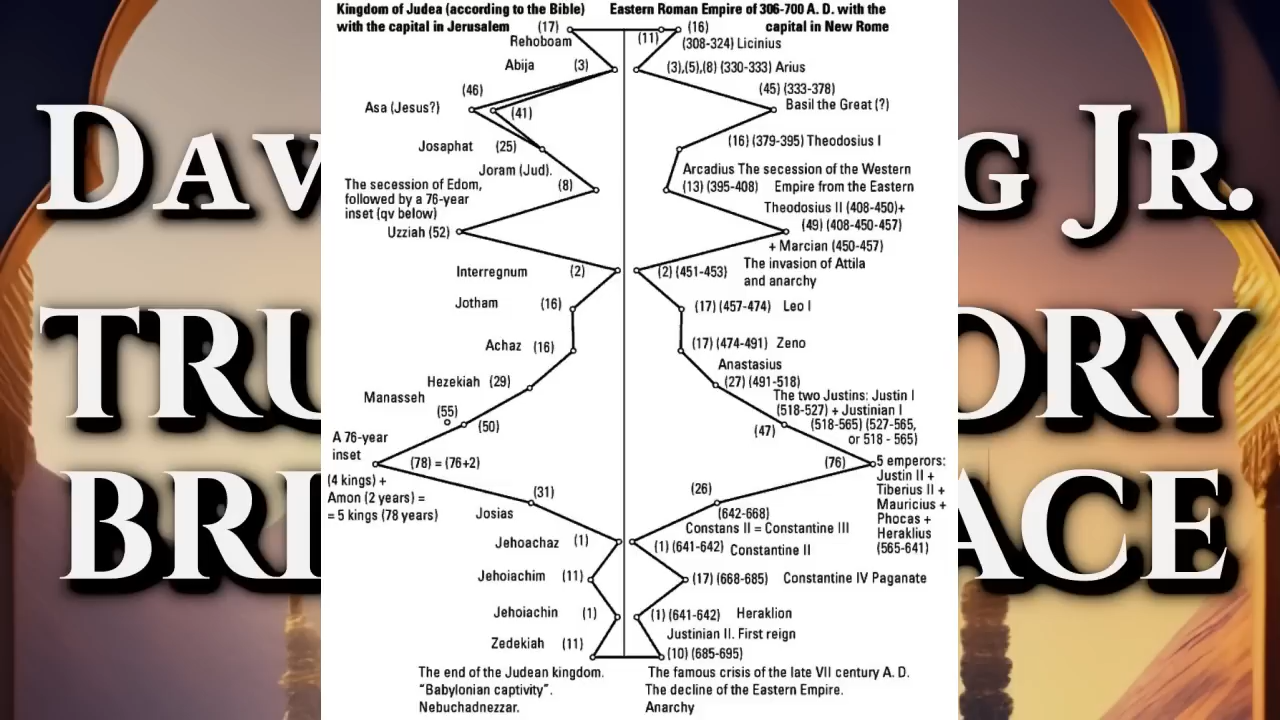 Kingdom of Judea (according to the Bible)
with the capital in Jerusalem
Eastern Roman Empire of 306-700 A. D. with the
capital in New Rome
(17)
Rehoboam
(11)
(16)
(308-324) Licinius
Abija (3)
(3),(5),(8) (330-333) Arius
(46)
Asa (Jesus?)
(41)
(45) (333-378)
Basil the Great (?)
Josaphat (25)
(16) (379-395) Theodosius I
Joram (Jud).
(8)
The secession of Edom,
followed by a 76-year
inset (qv below)
Arcadius The secession of the Western
(13) (395-408) Empire from the Eastern
Uzziah (52)
Theodosius II (408-450)+
(49) (408-450-457)
+ Marcian (450-457)
Interregnum (2)
(2) (451-453)
The invasion of Attila
and anarchy
Jotham (16)
(17) (457-474) Leo I
Achaz (16)
(17) (474-491) Zeno
Hezekiah (29)
Anastasius
(27) (491-518)
Manasseh
(55)
(50)
The two Justins: Justin I
(518-527) + Justinian I
(518-565) (527-565,
or 518 - 565)
(47)
A 76-year
inset
(78) = (76+2)
(4 kings) +
Amon (2 years) =
= 5 kings (78 years)
(76)
5 emperors:
Justin II +
Tiberius II +
Mauricius +
Phocas +
Heraklius
(565-641)
(31)
Josias
(26)
(642-668)
Constans II = Constantine III
Jehoachaz (1)
(1) (641-642) Constantine II
Jehoiachim (11)
(17) (668-685) Constantine IV Paganate
Jehoiachin (1)
(1) (641-642) Heraklion
Zedekiah (11)
Justinian II. First reign
(10) (685-695)
The end of the Judean kingdom.
"Babylonian captivity".
Nebuchadnezzar.
The famous crisis of the late VII century A. D.
The decline of the Eastern Empire.
Anarchy
DAV
G JR.
TRU
ORY
BRI
ACE